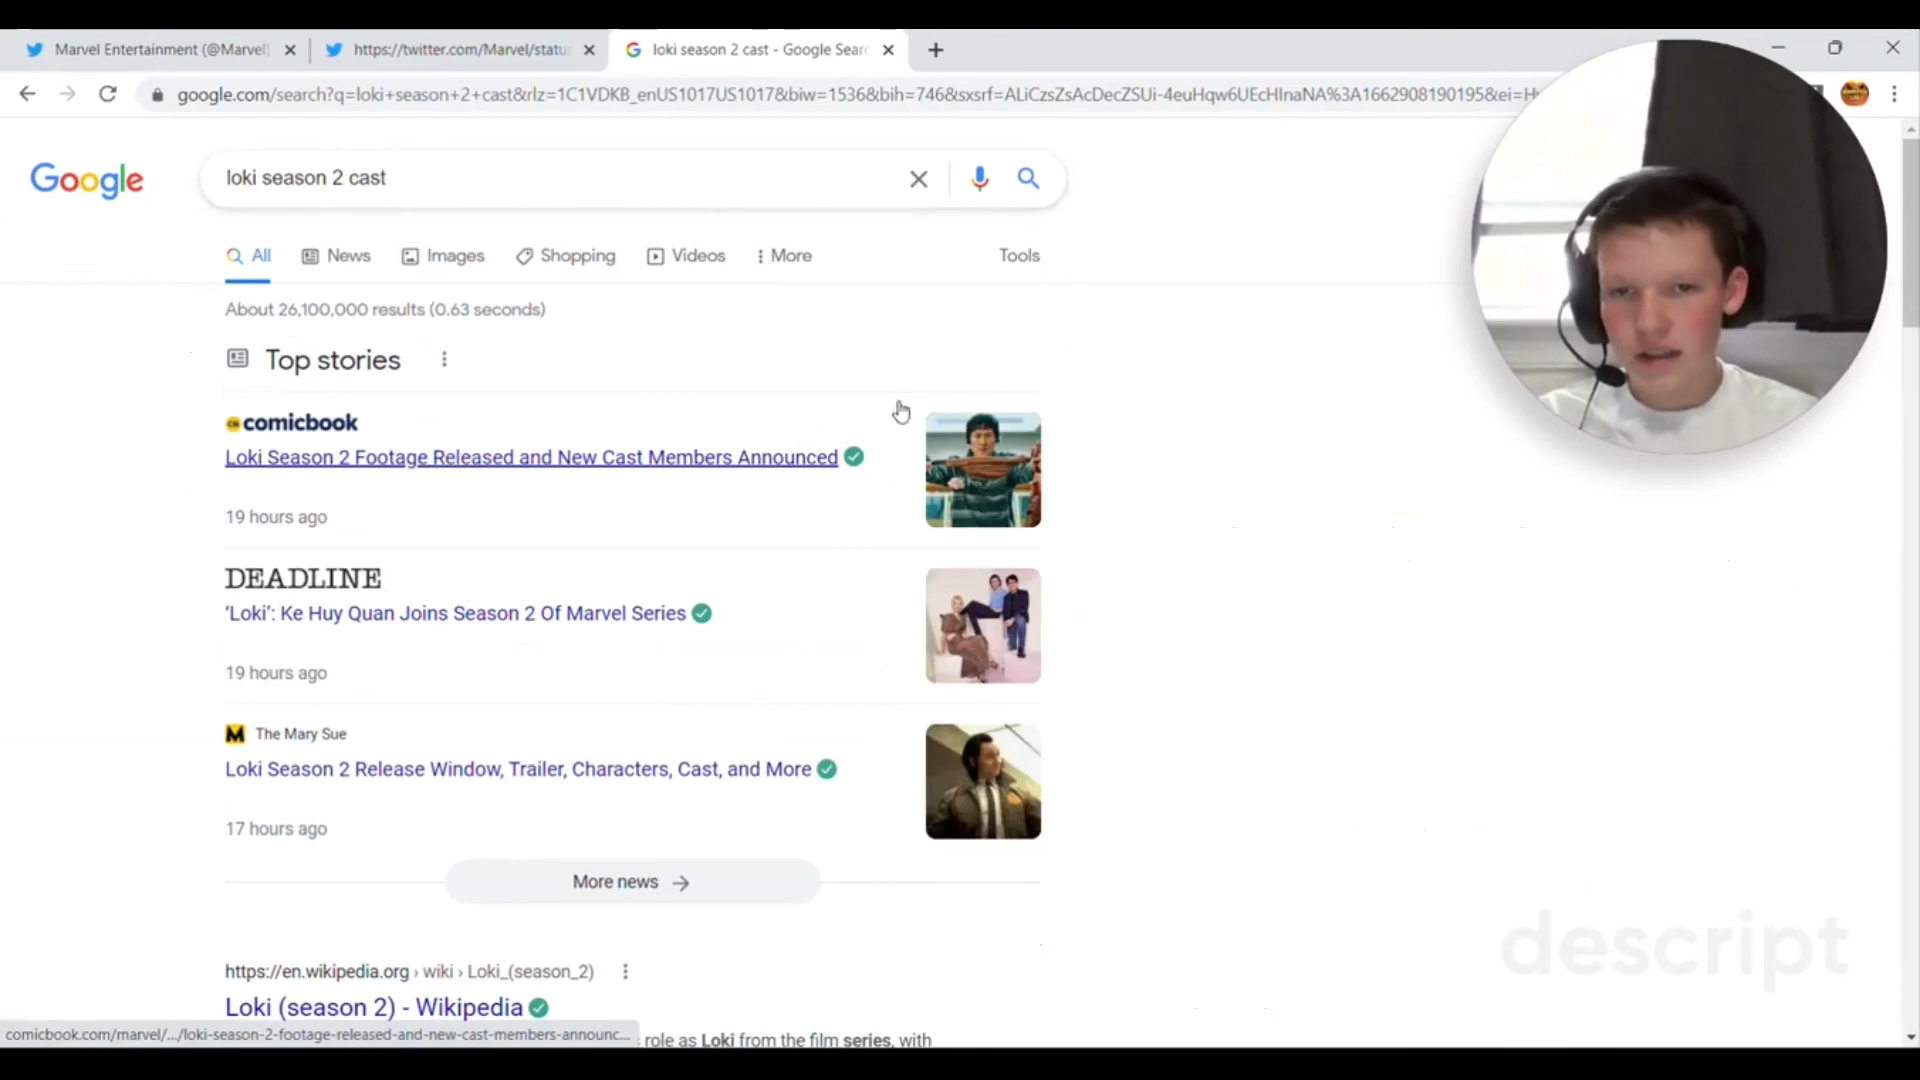 Marvel Entertainment (@Marvel)
https://twitter.com/Marvel/statu
loki season 2 cast - Google Sear
google.com/search?q=loki+season+2+cast&rlz=1C1VDKB_enUS1017US1017&biw=1536&bih=746&sxsrf=ALiCzsZsAcDecZSUi-4euHqw6UEcHInaNA%3A1662908190195&ei=H
Google
loki season 2 cast
All
News
Images
Shopping
Videos
More
Tools
About 26,100,000 results (0.63 seconds)
Top stories
comicbook
Loki Season 2 Footage Released and New Cast Members Announced
19 hours ago
DEADLINE
‘Loki’: Ke Huy Quan Joins Season 2 Of Marvel Series
19 hours ago
M The Mary Sue
Loki Season 2 Release Window, Trailer, Characters, Cast, and More
17 hours ago
More news
descript
https://en.wikipedia.org › wiki › Loki_(season_2)
Loki (season 2) - Wikipedia
comicbook.com/marvel/.../loki-season-2-footage-released-and-new-cast-members-announc...
role as Loki from the film series, with